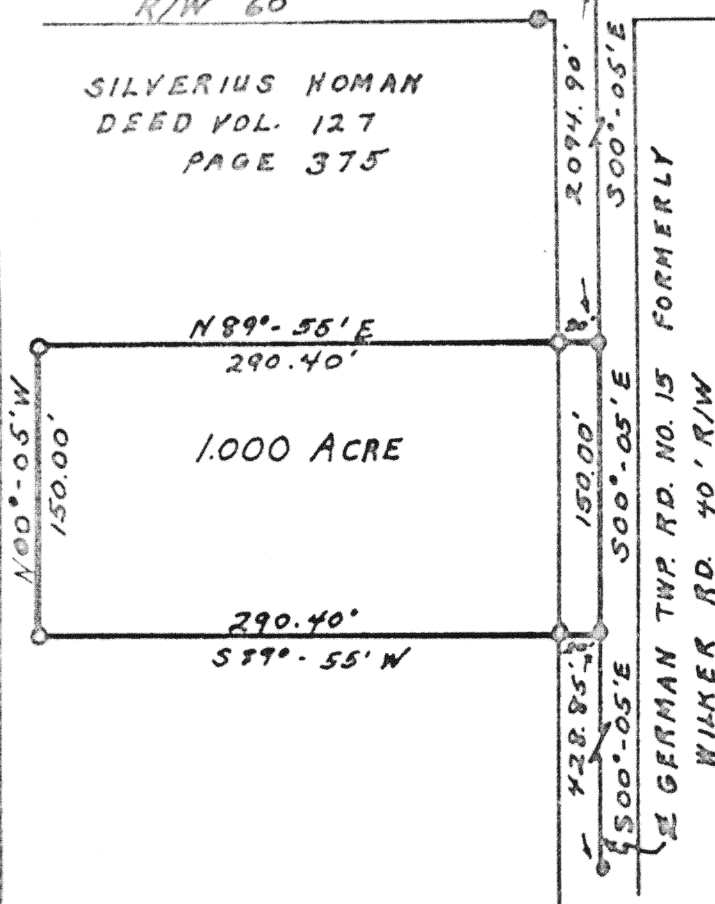 R/W 60'
SILVERIUS HOMAN
DEED VOL. 127
PAGE 375
2094.90'
S00°-05'E
N89°-55'E
290.40'
N00°-05'W
150.00'
1.000 ACRE
150.00'
S00°-05'E
290.40'
S89°-55'W
428.85'
S00°-05'E
GERMAN TWP. RD. NO. 15 FORMERLY
WILKER RD. 40' R/W